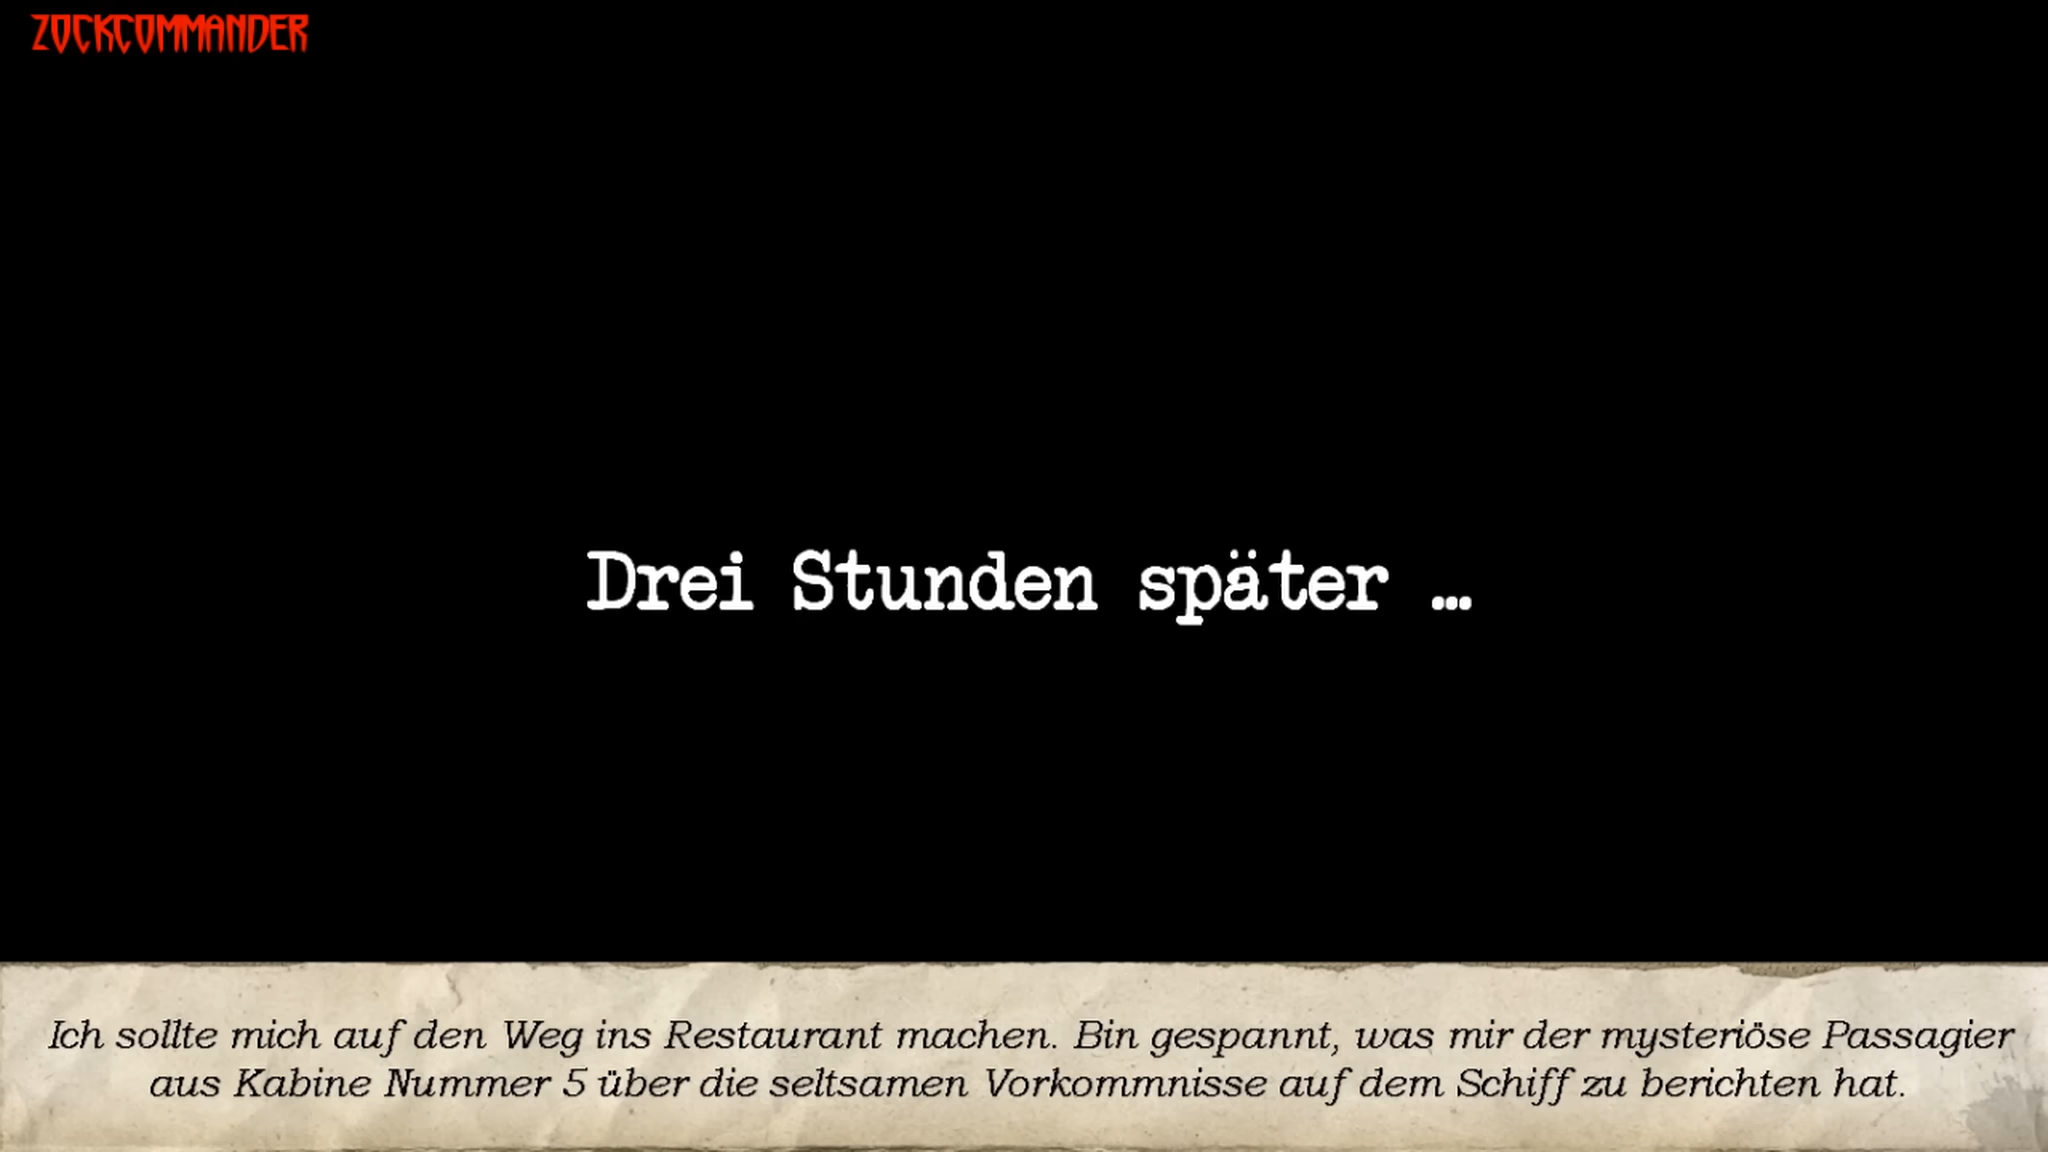 ZOCKCOMMANDER
Drei Stunden später ...
Ich sollte mich auf den Weg ins Restaurant machen. Bin gespannt, was mir der mysteriöse Passagier
aus Kabine Nummer 5 über die seltsamen Vorkommnisse auf dem Schiff zu berichten hat.